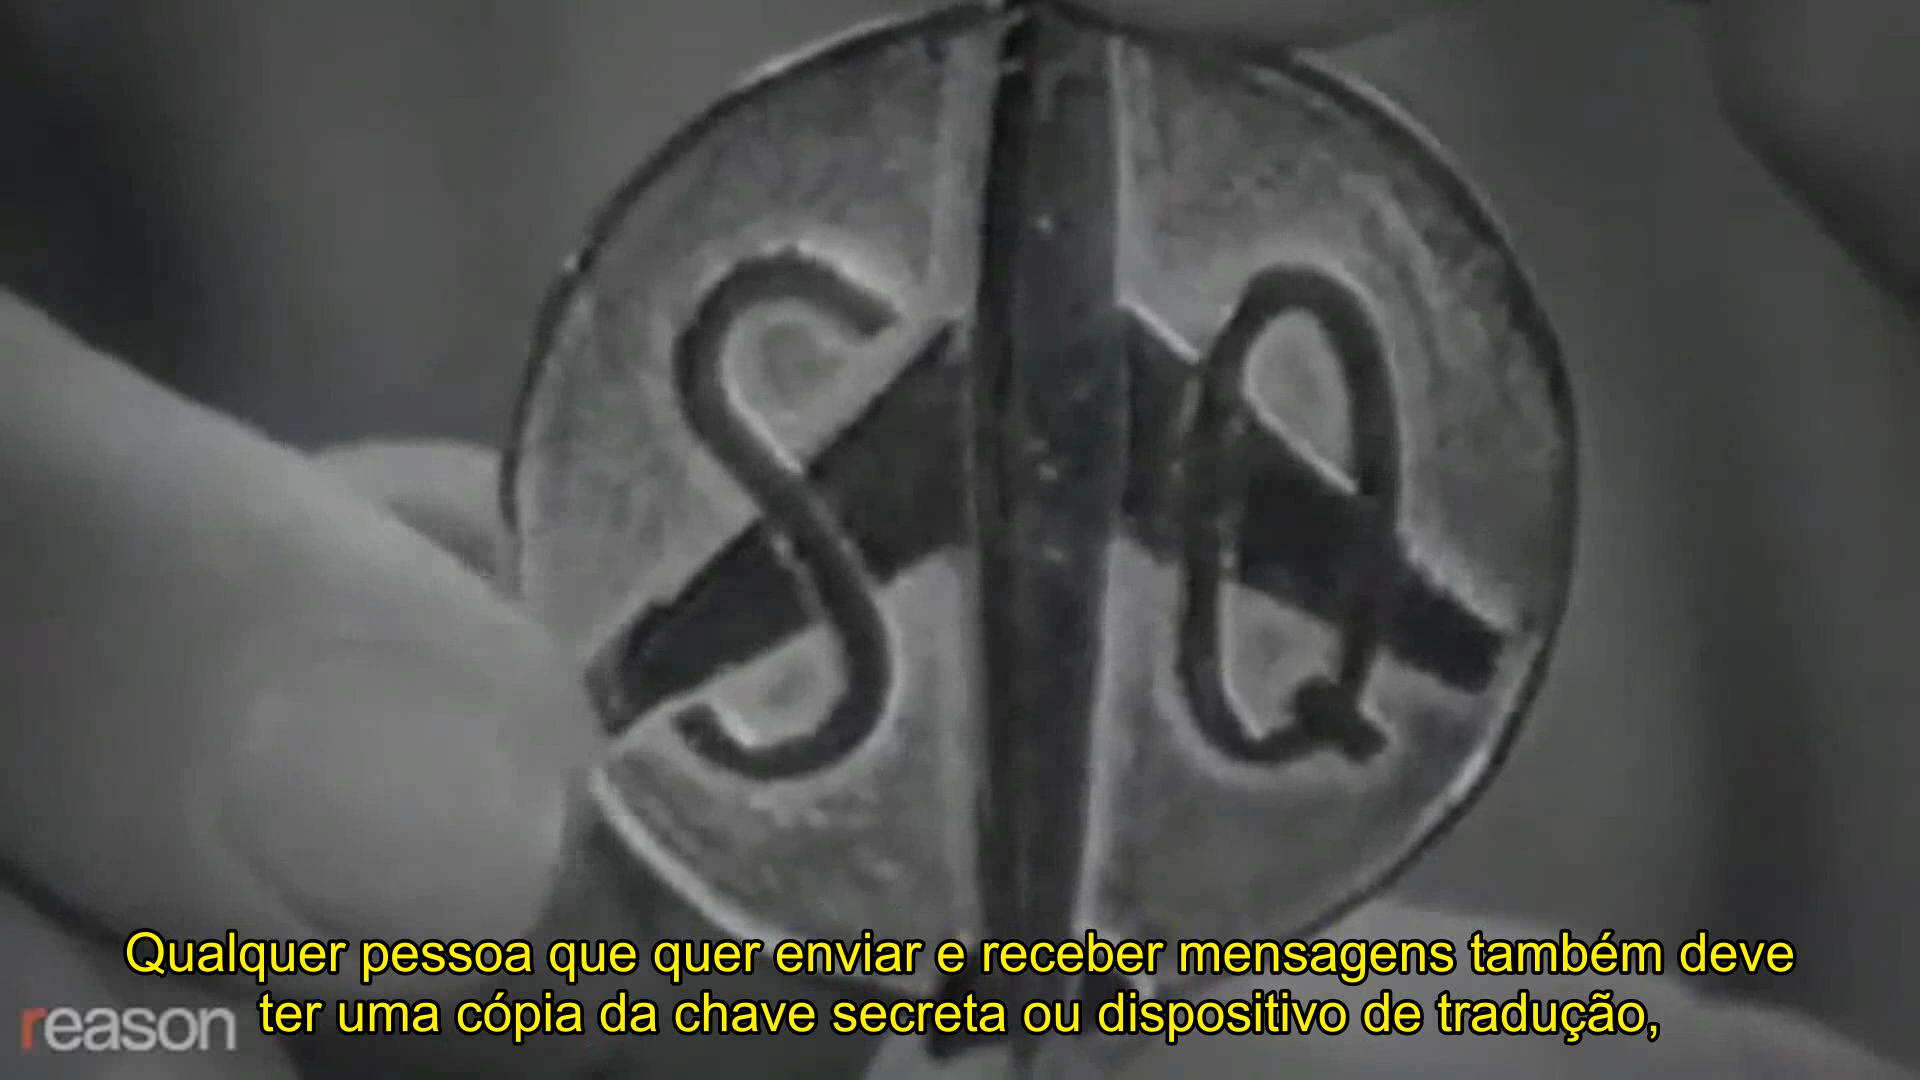 S Q
Qualquer pessoa que quer enviar e receber mensagens também deve
reason ter uma cópia da chave secreta ou dispositivo de tradução,